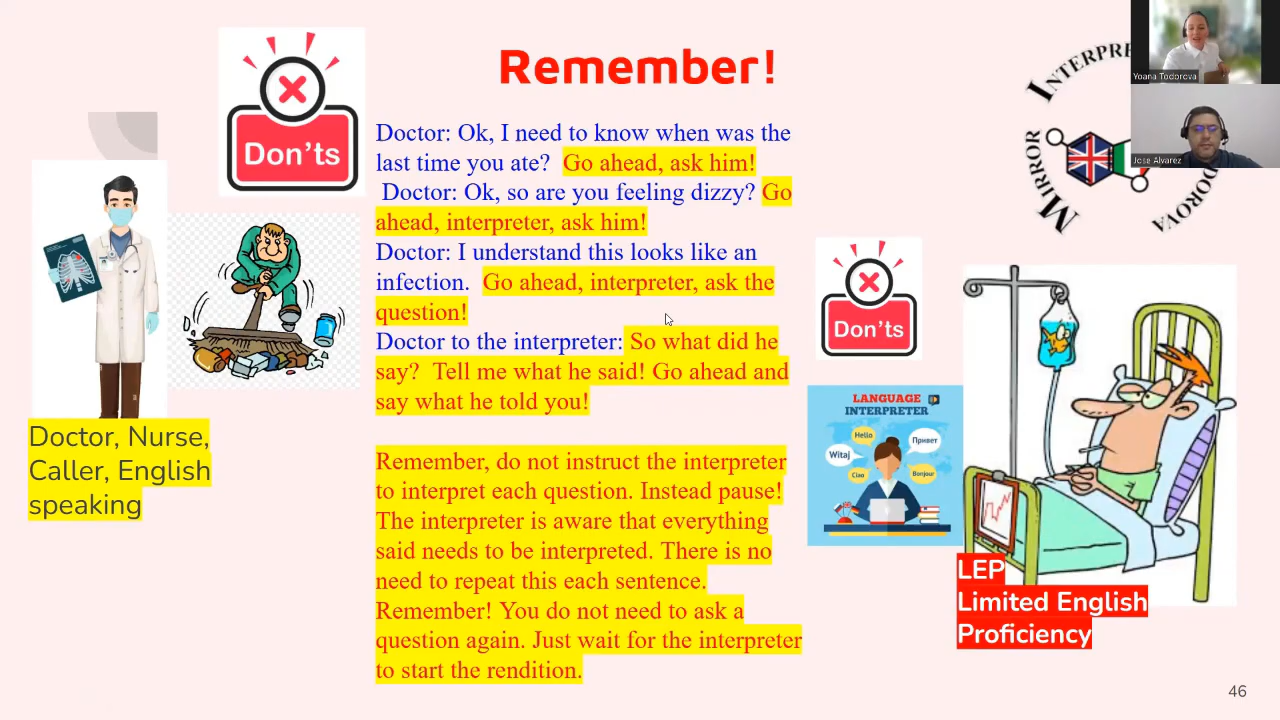 Remember!
Don'ts
Doctor: Ok, I need to know when was the
last time you ate? Go ahead, ask him!
Doctor: Ok, so are you feeling dizzy? Go
ahead, interpreter, ask him!
Doctor: I understand this looks like an
infection. Go ahead, interpreter, ask the
question!
Doctor to the interpreter: So what did he
say? Tell me what he said! Go ahead and
say what he told you!
Remember, do not instruct the interpreter
to interpret each question. Instead pause!
The interpreter is aware that everything
said needs to be interpreted. There is no
need to repeat this each sentence.
Remember! You do not need to ask a
question again. Just wait for the interpreter
to start the rendition.
Doctor, Nurse,
Caller, English
speaking
Don'ts
LANGUAGE
INTERPRETER
Hello
Привет
Witaj
Ciao
Bonjour
LEP
Limited English
Proficiency
MIRROR
Yoana Todorova
Jose Alvarez
46